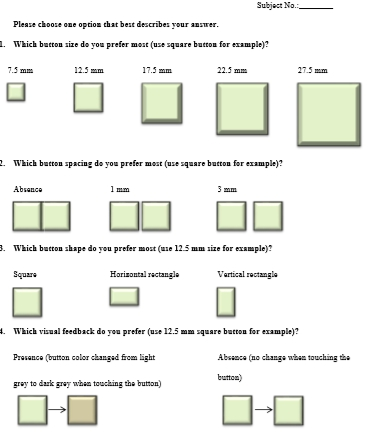 Subject No.:________
Please choose one option that best describes your answer.
1. Which button size do you prefer most (use square button for example)?
7.5 mm 12.5 mm 17.5 mm 22.5 mm 27.5 mm
2. Which button spacing do you prefer most (use square button for example)?
Absence 1 mm 3 mm
3. Which button shape do you prefer most (use 12.5 mm size for example)?
Square Horizontal rectangle Vertical rectangle
4. Which visual feedback do you prefer (use 12.5 mm square button for example)?
Presence (button color changed from light
grey to dark grey when touching the button)
Absence (no change when touching the
button)